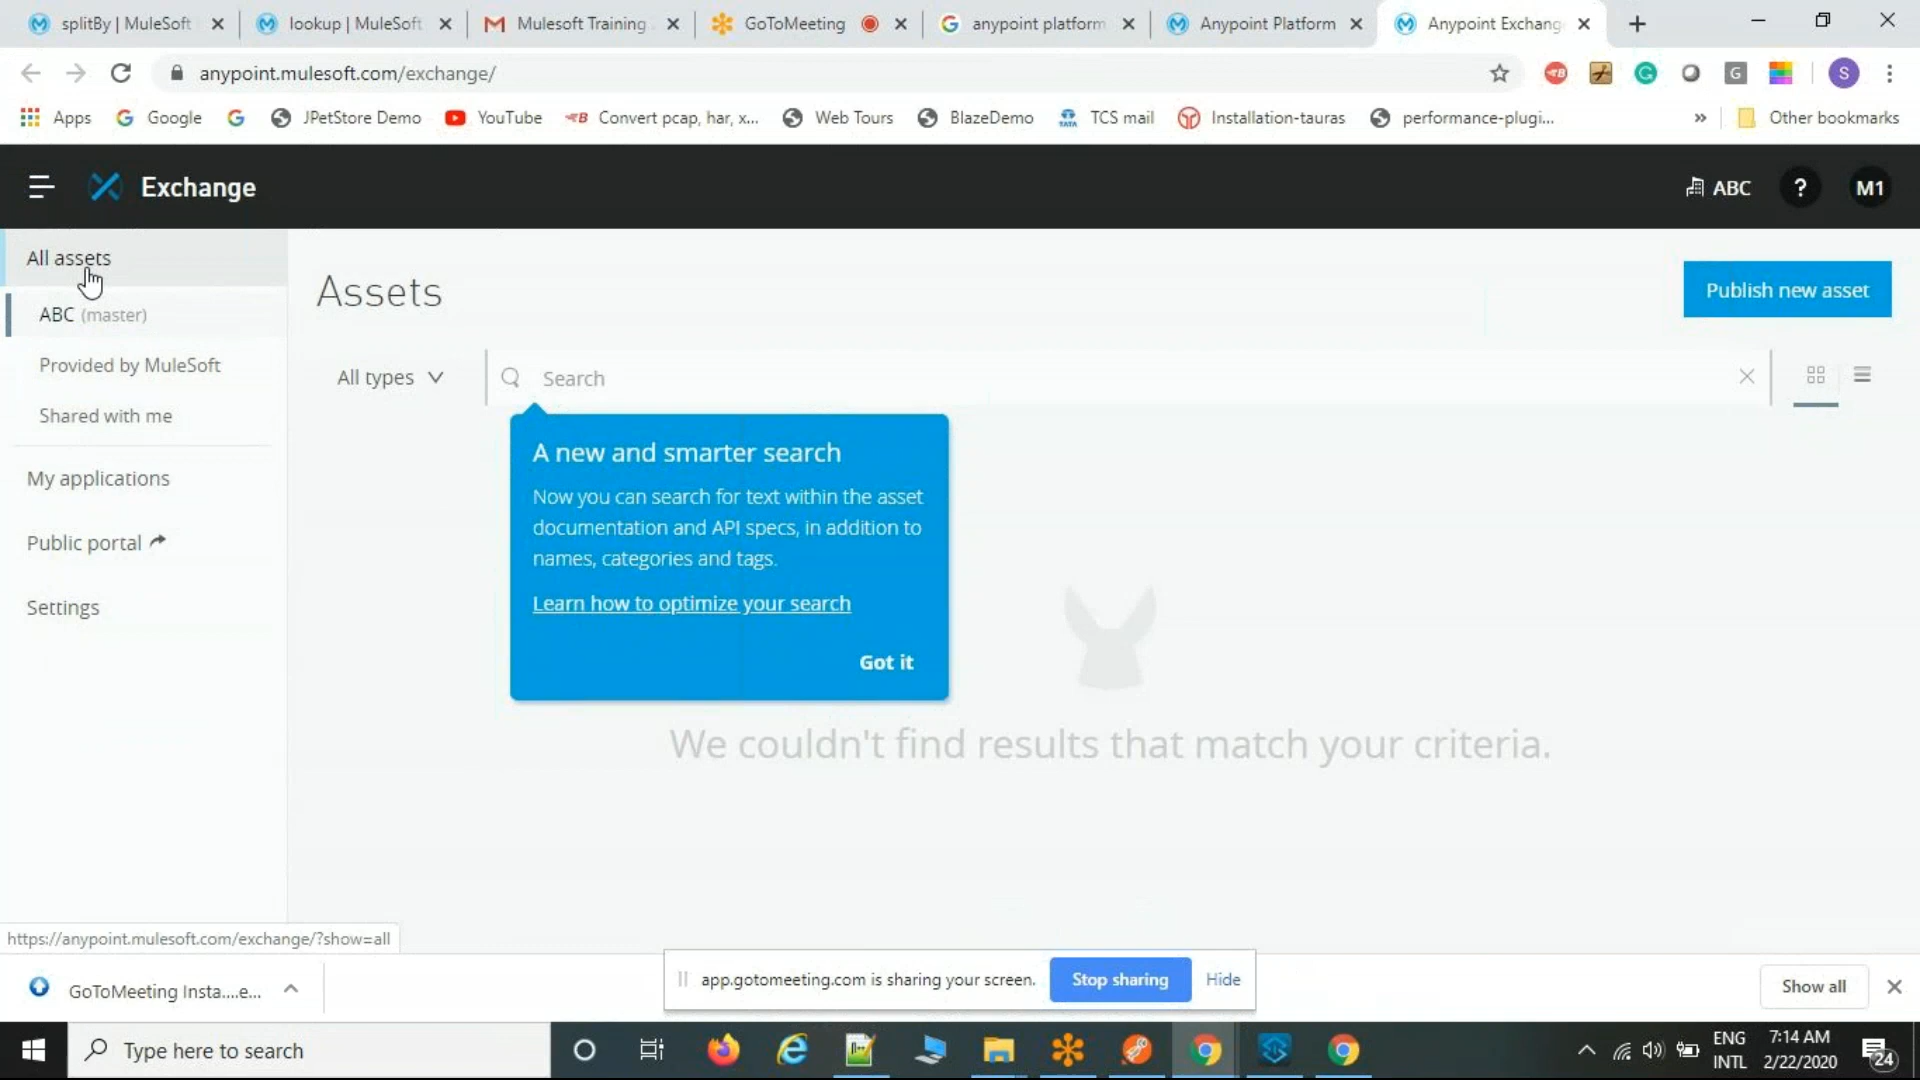 splitBy | MuleSoft
lookup | MuleSoft
Mulesoft Training
GoToMeeting
anypoint platform
Anypoint Platform
Anypoint Exchang
anypoint.mulesoft.com/exchange/
S
Apps
Google
JPetStore Demo
YouTube
Convert pcap, har, x...
Web Tours
BlazeDemo
TCS mail
Installation-tauras
performance-plugi...
»
Other bookmarks
Exchange
ABC
?
M1
All assets
ABC (master)
Provided by MuleSoft
Shared with me
My applications
Public portal
Settings
Assets
Publish new asset
All types
Search
A new and smarter search
Now you can search for text within the asset
documentation and API specs, in addition to
names, categories and tags.
Learn how to optimize your search
Got it
We couldn't find results that match your criteria.
https://anypoint.mulesoft.com/exchange/?show=all
GoToMeeting Insta....e...
app.gotomeeting.com is sharing your screen.
Stop sharing
Hide
Show all
Type here to search
ENG
INTL
7:14 AM
2/22/2020
24